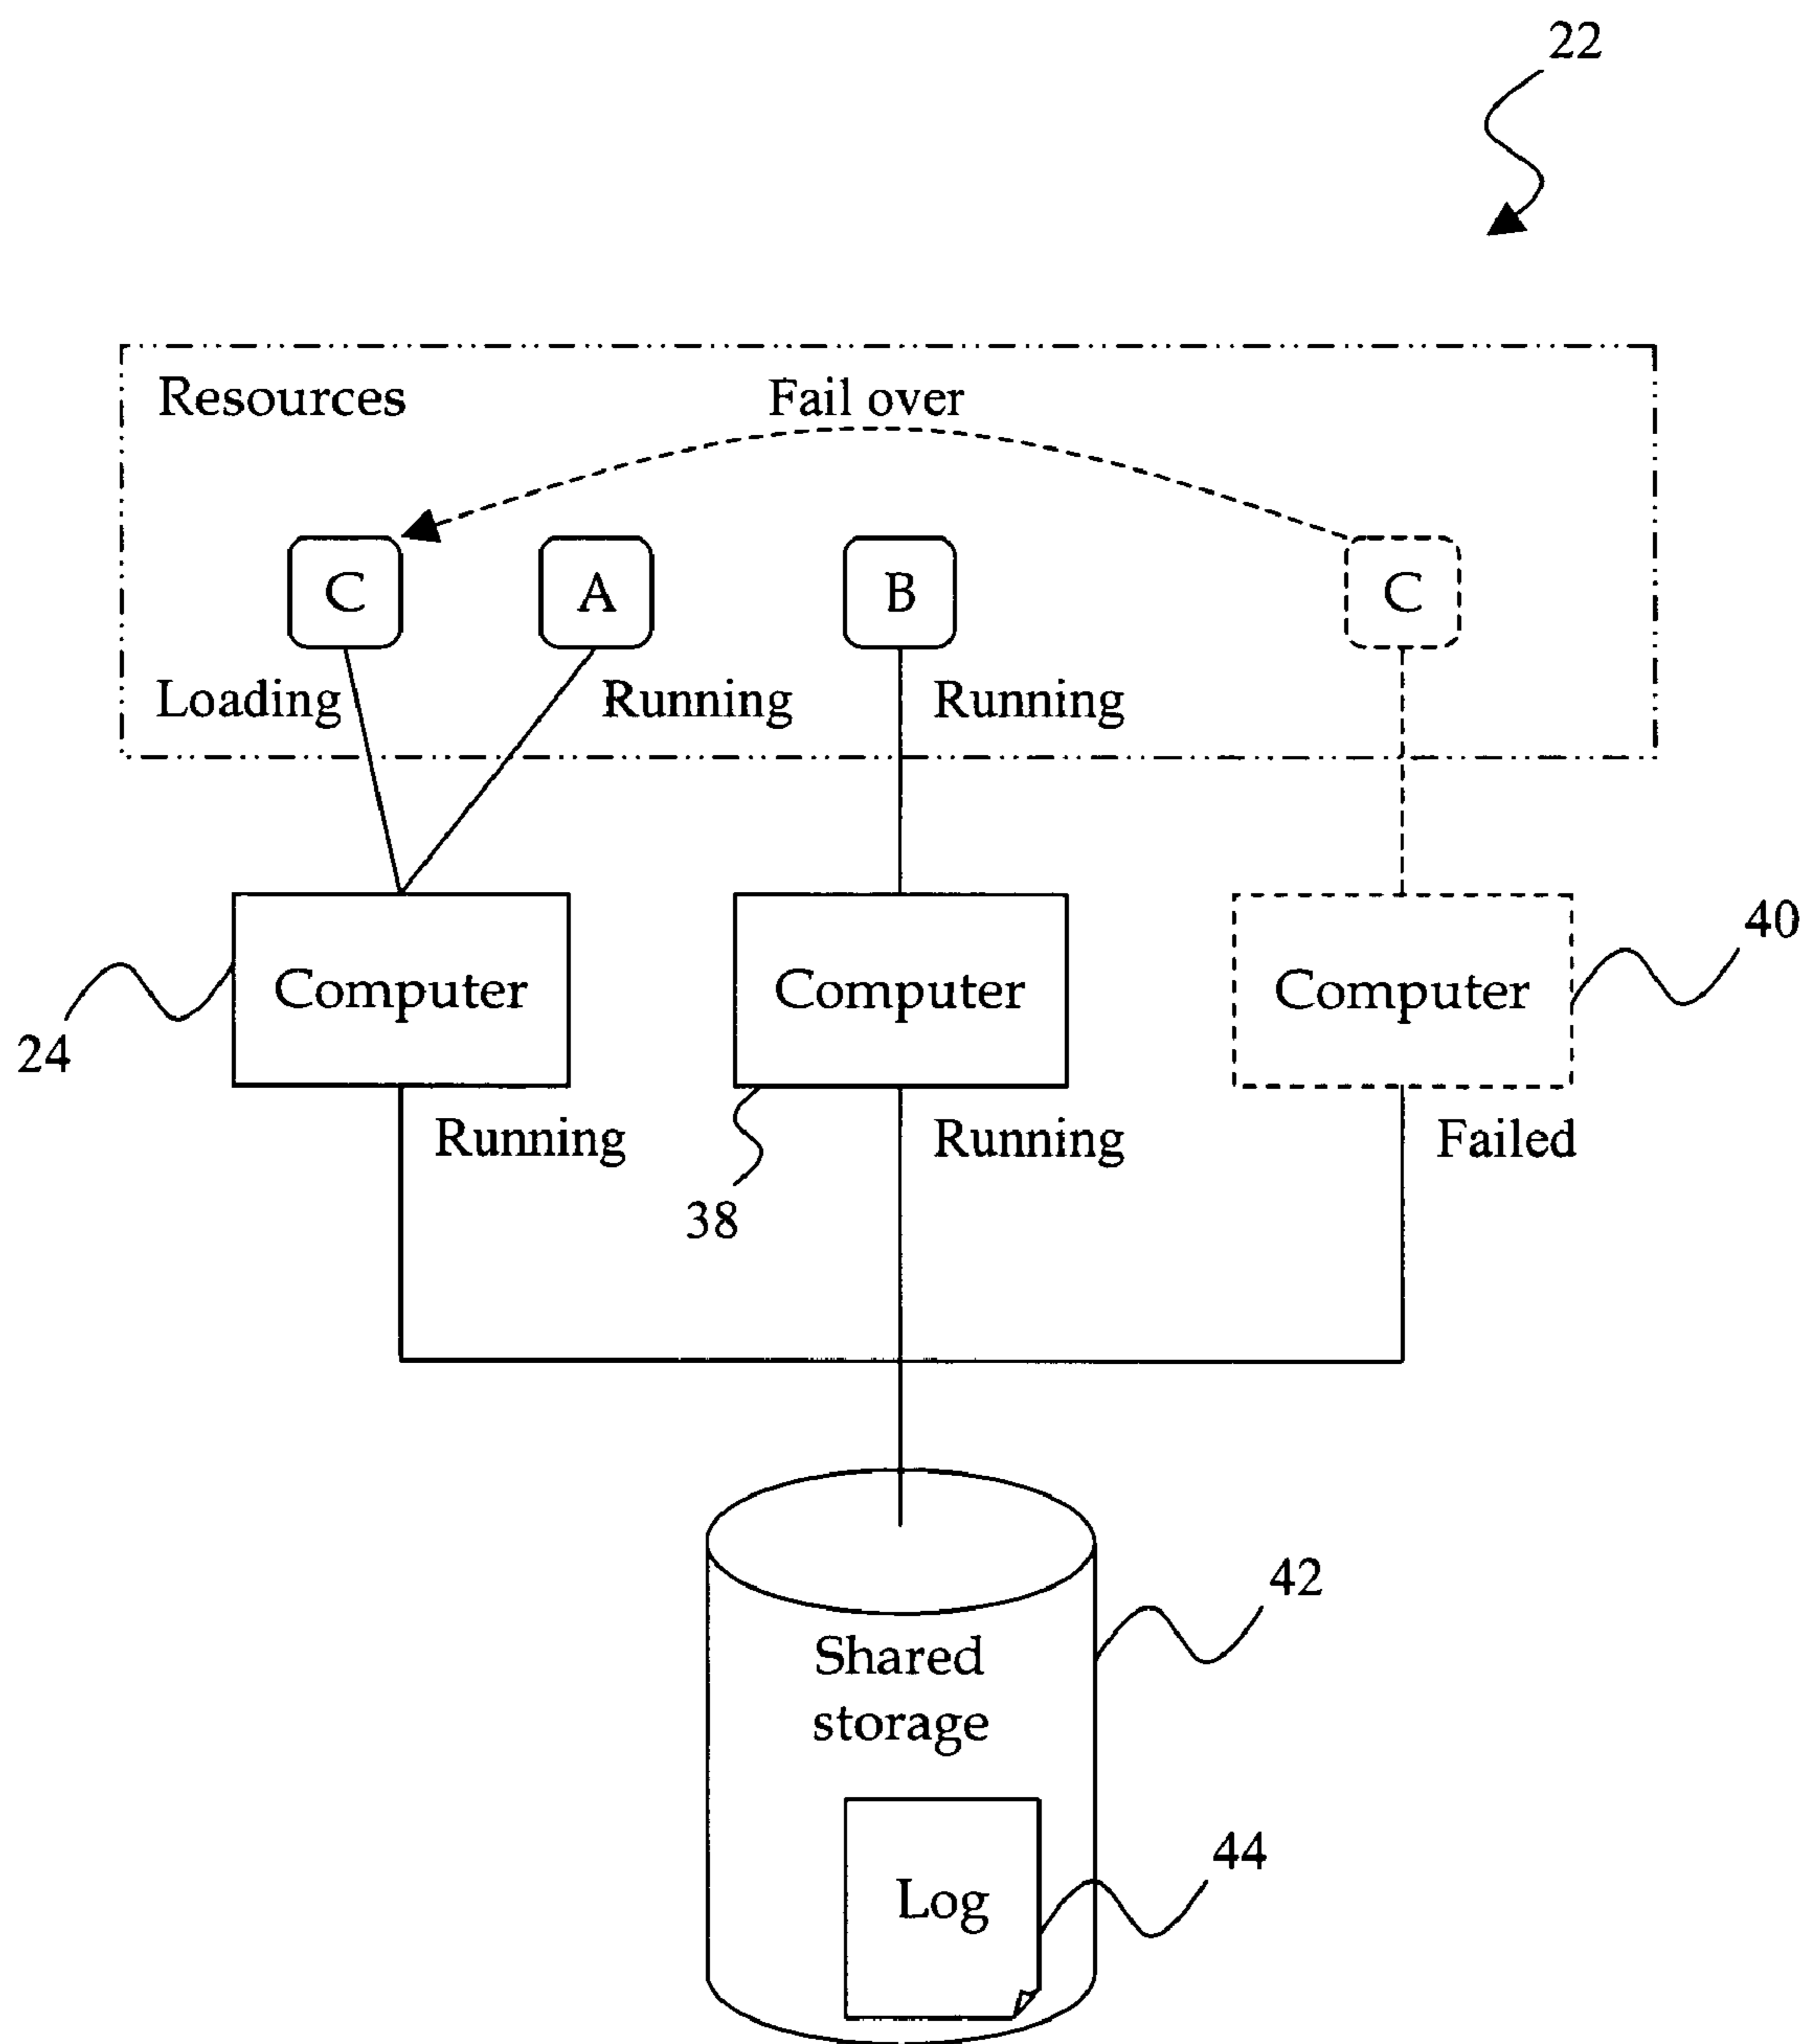 22
Resources
Fail over
C
A
B
C
Loading
Running
Running
Computer
Computer
Computer
40
24
Running
Running
Failed
38
42
Shared
storage
44
Log